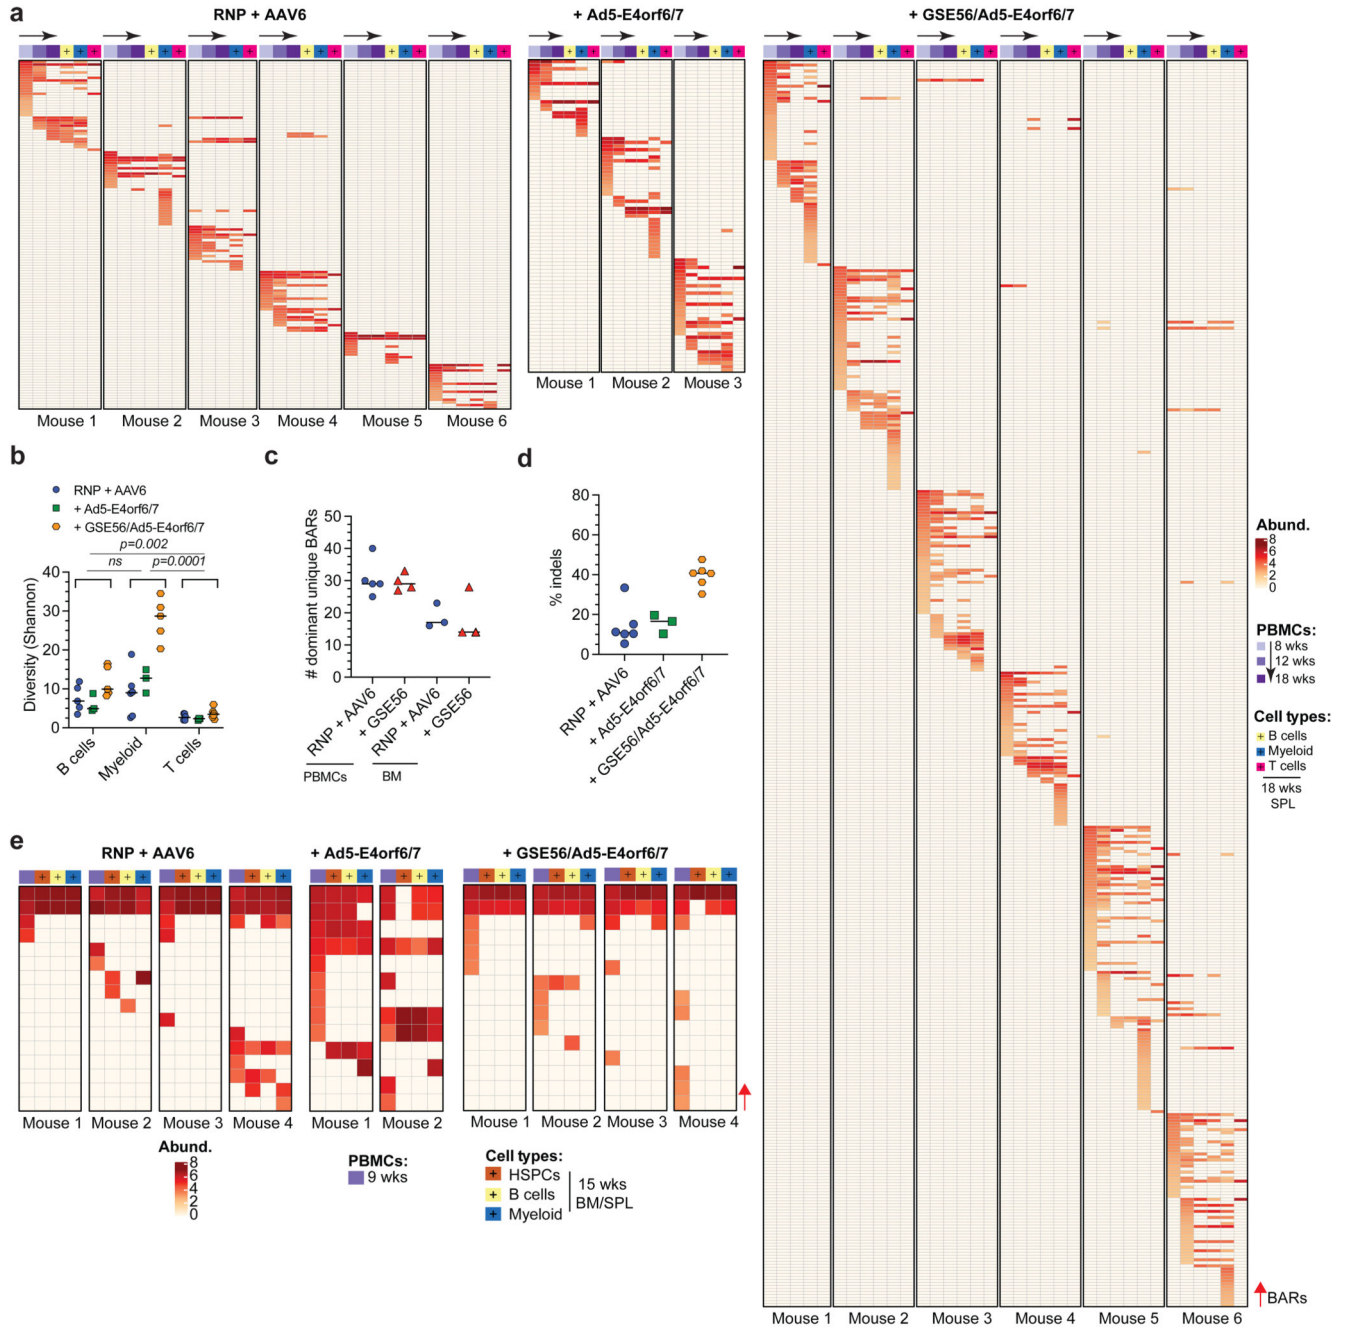 a
RNP + AAV6
+ Ad5-E4orf6/7
+ GSE56/Ad5-E4orf6/7
Mouse 1 Mouse 2 Mouse 3 Mouse 4 Mouse 5 Mouse 6
Mouse 1 Mouse 2 Mouse 3
Mouse 1 Mouse 2 Mouse 3 Mouse 4 Mouse 5 Mouse 6
BARs
Abund.
8
6
4
2
0
PBMCs:
8 wks
12 wks
18 wks
Cell types:
+ B cells
+ Myeloid
+ T cells
18 wks
SPL
b
RNP + AAV6
+ Ad5-E4orf6/7
+ GSE56/Ad5-E4orf6/7
p=0.002
ns p=0.0001
Diversity (Shannon)
40
30
20
10
0
B cells
Myeloid
T cells
c
# dominant unique BARs
50
40
30
20
10
0
RNP + AAV6
+ GSE56
RNP + AAV6
+ GSE56
PBMCs
BM
d
% indels
80
60
40
20
0
RNP + AAV6
+ Ad5-E4orf6/7
+ GSE56/Ad5-E4orf6/7
e
RNP + AAV6
+ Ad5-E4orf6/7
+ GSE56/Ad5-E4orf6/7
Mouse 1 Mouse 2 Mouse 3 Mouse 4
Mouse 1 Mouse 2
Mouse 1 Mouse 2 Mouse 3 Mouse 4
Abund.
8
6
4
2
0
PBMCs:
9 wks
Cell types:
+ HSPCs
+ B cells
+ Myeloid
15 wks
BM/SPL